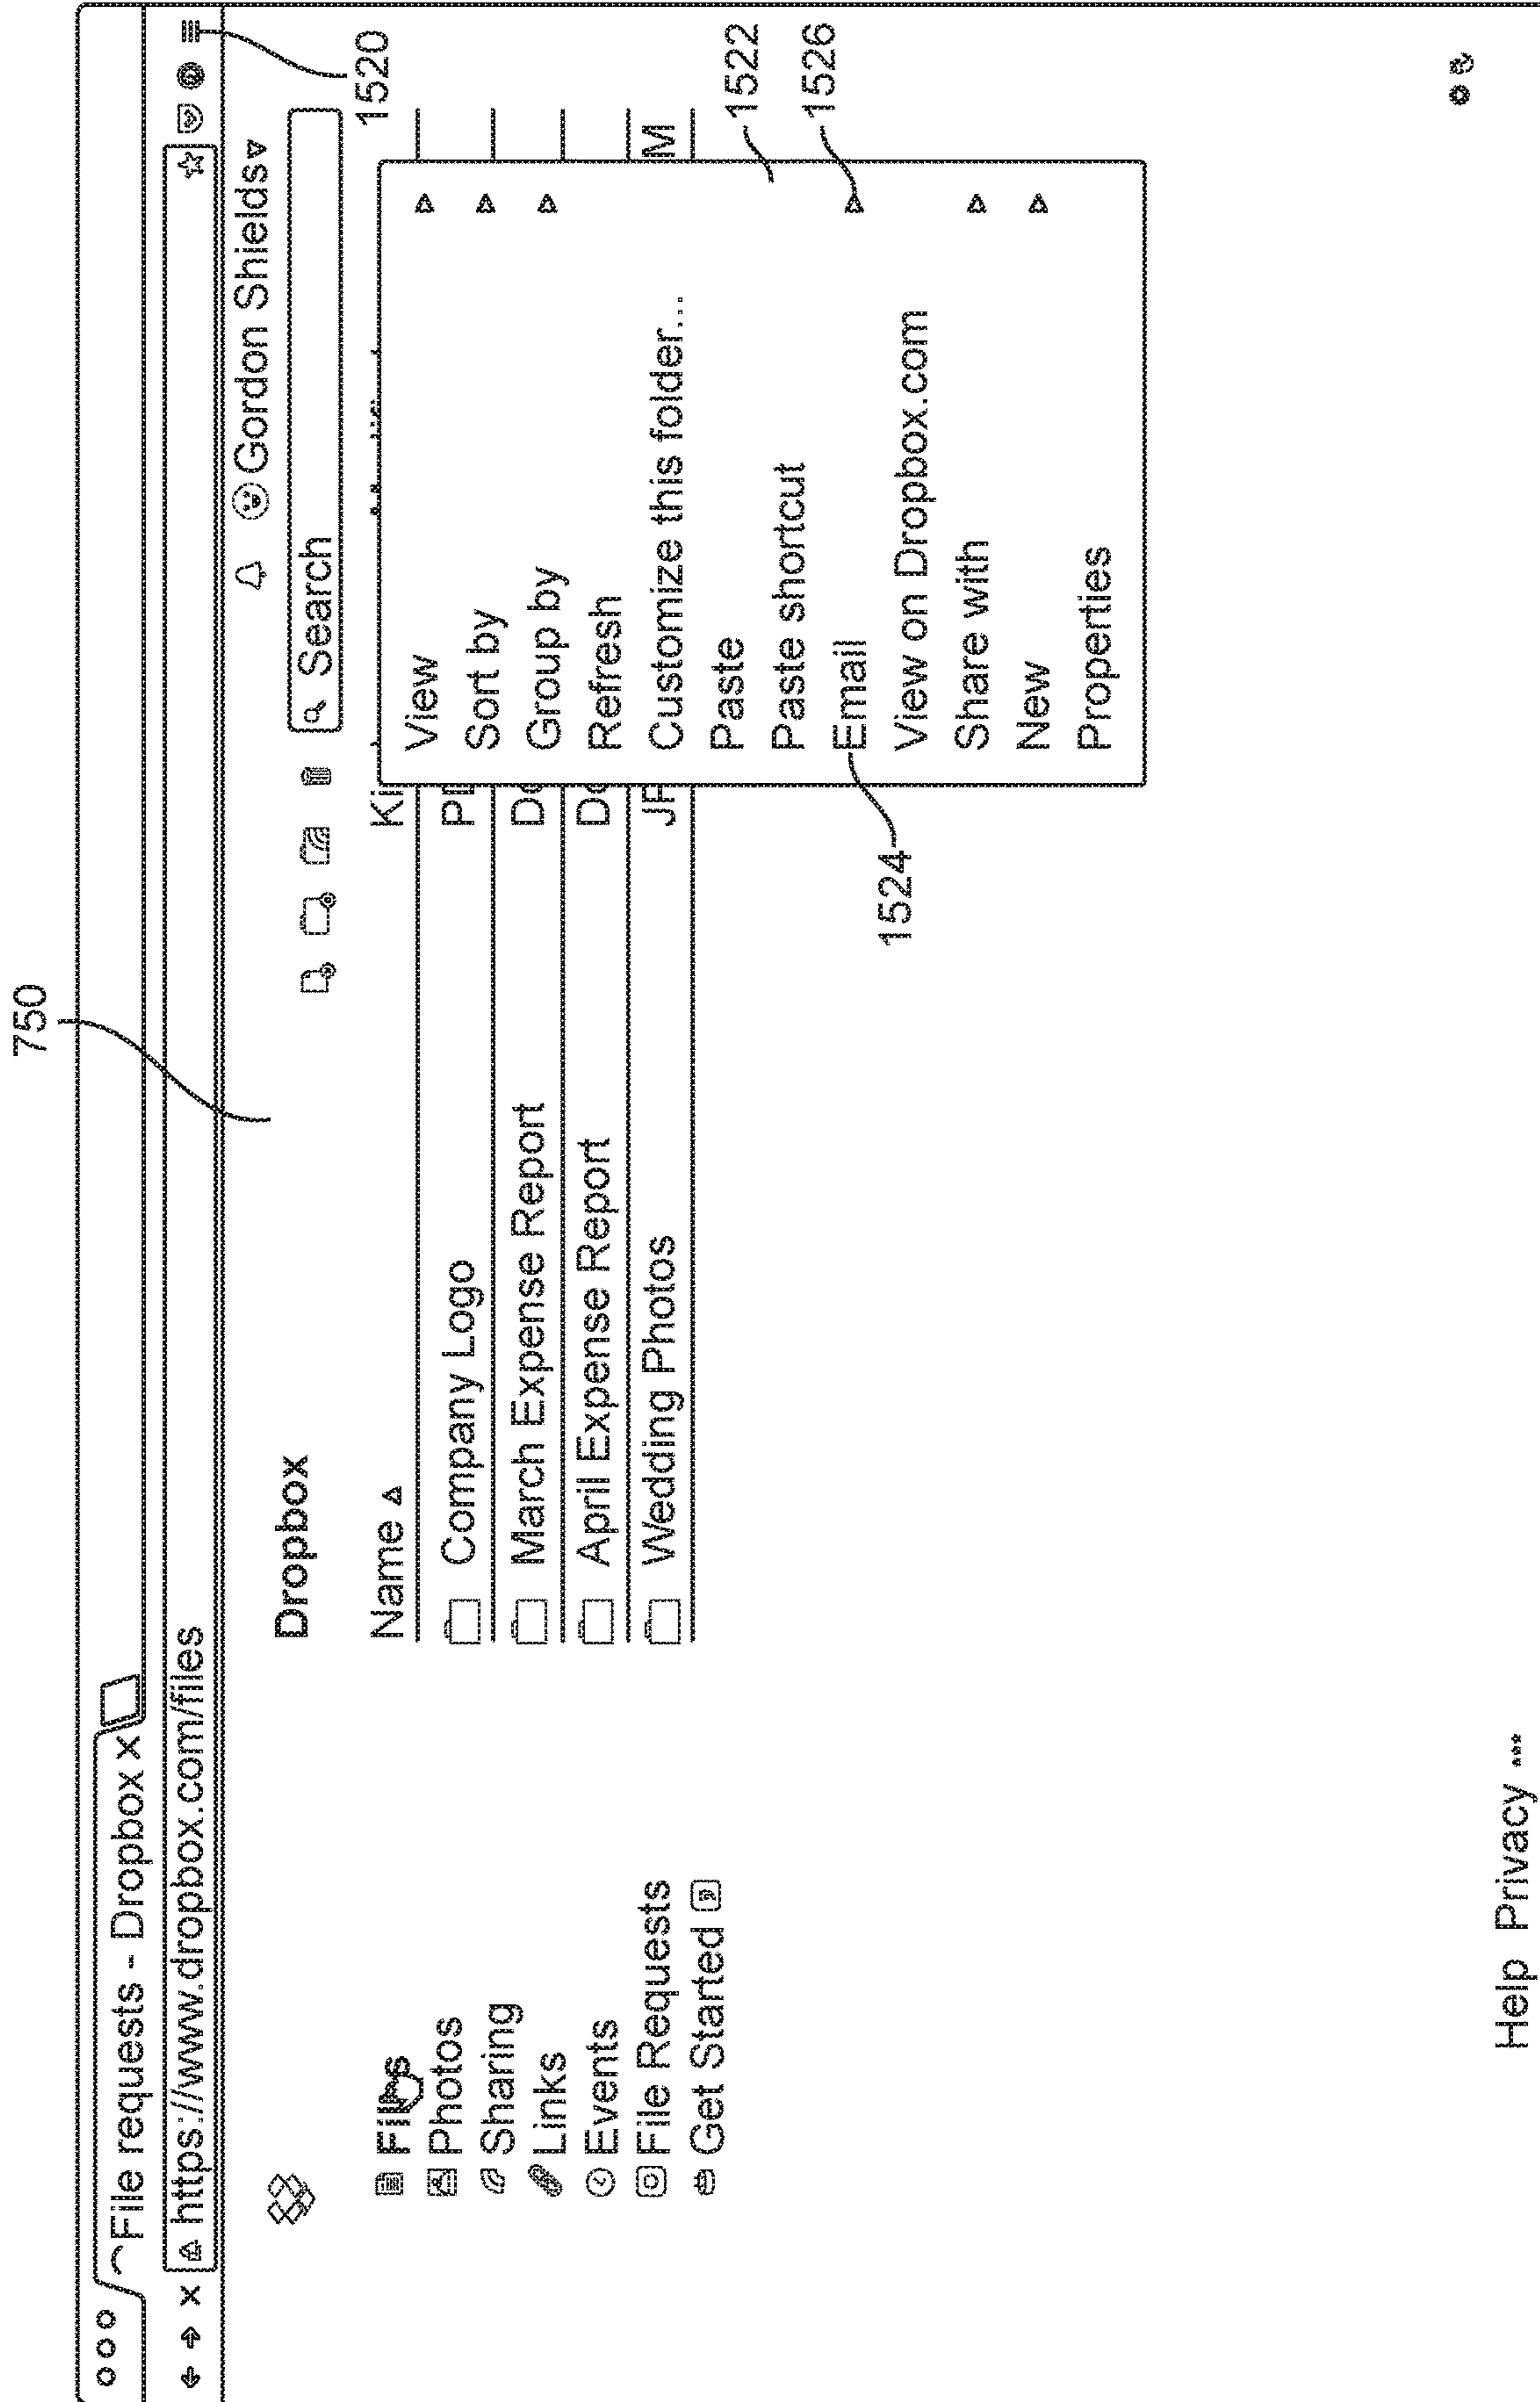 750
File requests - Dropbox x
https://www.dropbox.com/files
Gordon Shields
1520
Dropbox
Search
Files
Photos
Sharing
Links
Events
File Requests
Get Started
Name
Company Logo
March Expense Report
April Expense Report
Wedding Photos
Ki
JP
M
View
Sort by
Group by
Refresh
Customize this folder...
Paste
Paste shortcut
Email
View on Dropbox.com
Share with
New
Properties
1522
1526
1524
Help Privacy ...